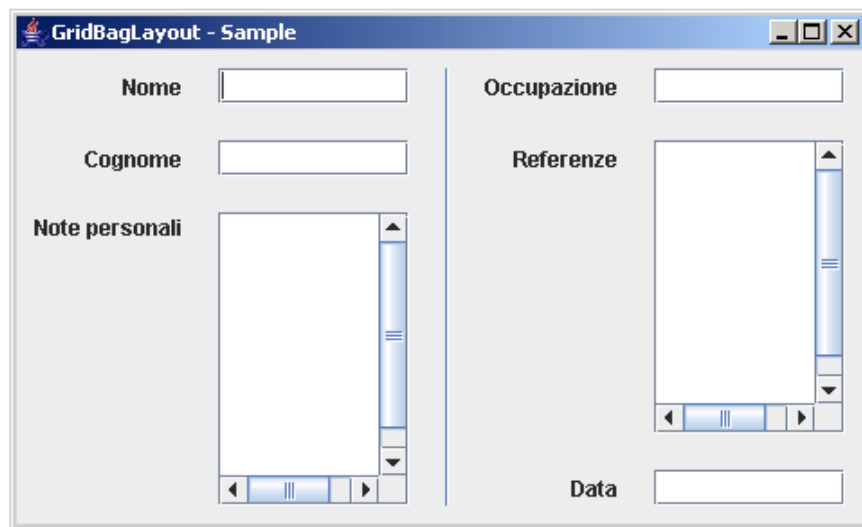 GridBagLayout - Sample
Nome
Cognome
Note personali
Occupazione
Referenze
Data